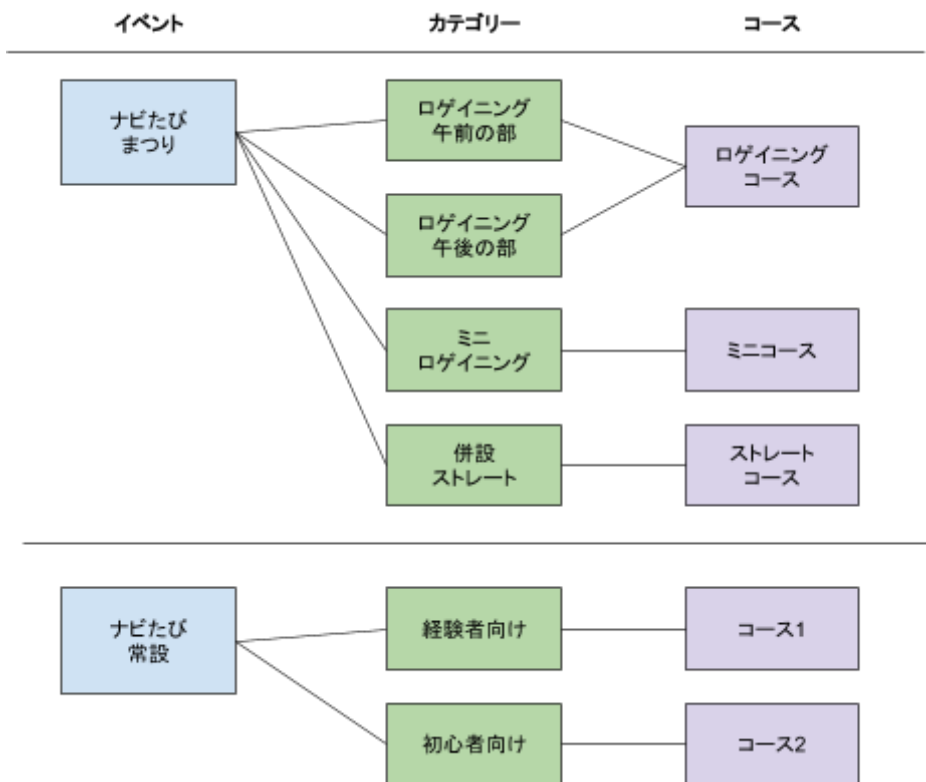 イベント
カテゴリー
コース
ナビたび
まつり
ロゲイニング
午前の部
ロゲイニング
コース
ロゲイニング
午後の部
ミニ
ロゲイニング
ミニコース
併設
ストレート
ストレート
コース
ナビたび
常設
経験者向け
コース1
初心者向け
コース2